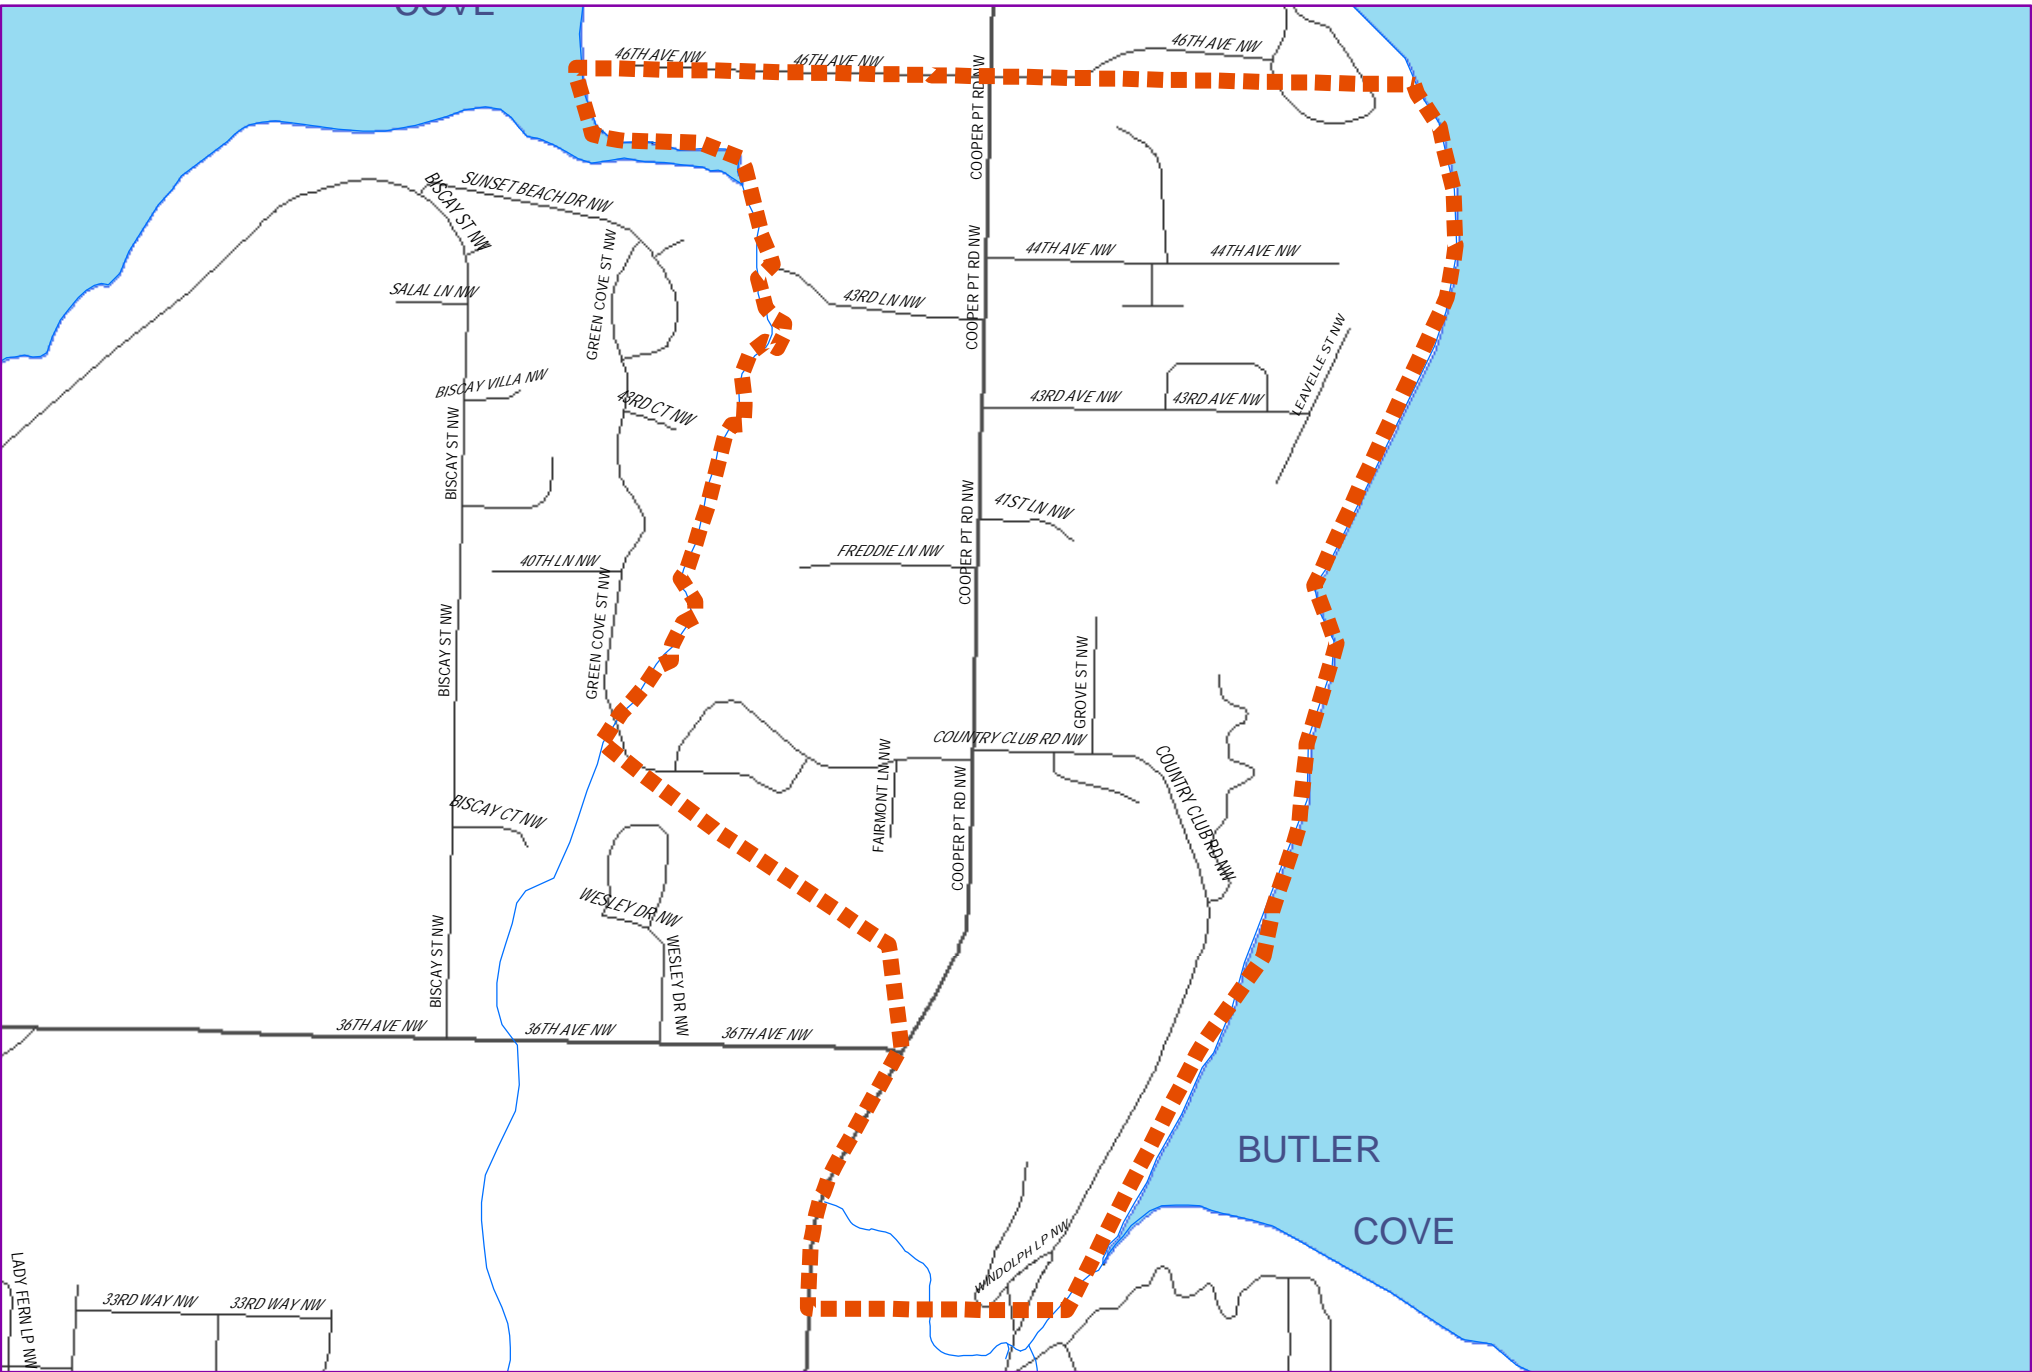 COVE
46TH AVE NW
46TH AVE NW
46TH AVE NW
COOPER PT RD NW
BISCAY ST NW
SUNSET BEACH DR NW
GREEN COVE ST NW
44TH AVE NW
44TH AVE NW
COOPER PT RD NW
SALAL LN NW
43RD LN NW
LEAVELLE ST NW
BISCAY VILLA NW
43RD CT NW
43RD AVE NW
43RD AVE NW
BISCAY ST NW
COOPER PT RD NW
41ST LN NW
40TH LN NW
FREDDIE LN NW
GREEN COVE ST NW
BISCAY ST NW
GROVE ST NW
COUNTRY CLUB RD NW
COUNTRY CLUB RD NW
FAIRMONT LN NW
COOPER PT RD NW
BISCAY CT NW
WESLEY DR NW
WESLEY DR NW
BISCAY ST NW
36TH AVE NW
36TH AVE NW
36TH AVE NW
BUTLER
COVE
WINDOLPH LP NW
LADY FERN LP NW
33RD WAY NW
33RD WAY NW